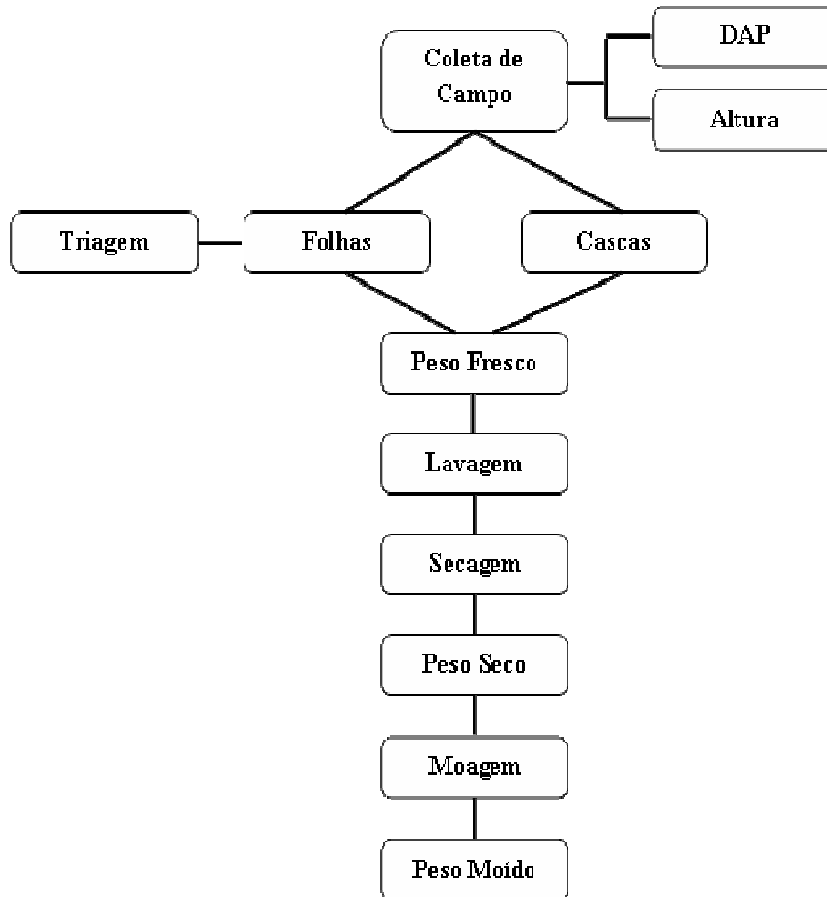 Coleta de
Campo
DAP
Altura
Triagem
Folhas
Cascas
Peso Fresco
Lavagem
Secagem
Peso Seco
Moagem
Peso Moído